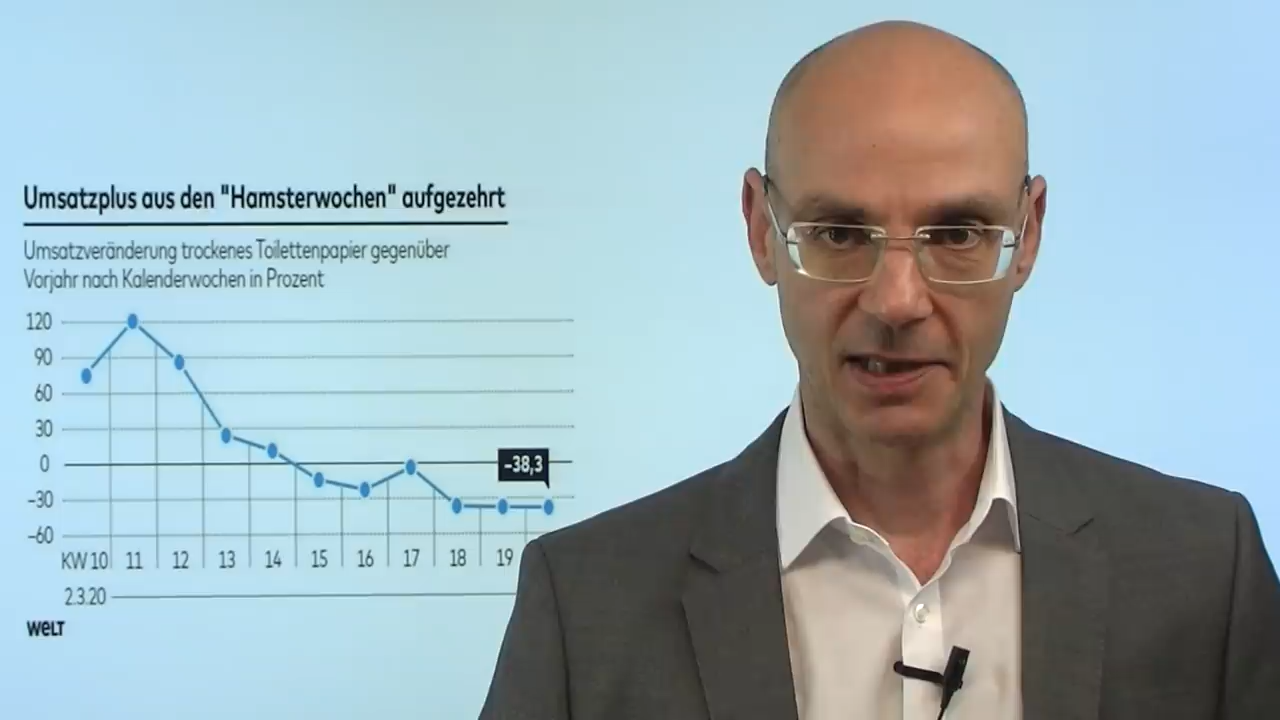 Umsatzplus aus den "Hamsterwochen" aufgezehrt
Umsatzveränderung trockenes Toilettenpapier gegenüber
Vorjahr nach Kalenderwochen in Prozent
120
90
60
30
0
−30
−60
−38,3
KW 10 11 12 13 14 15 16 17 18 19
2.3.20
WELT